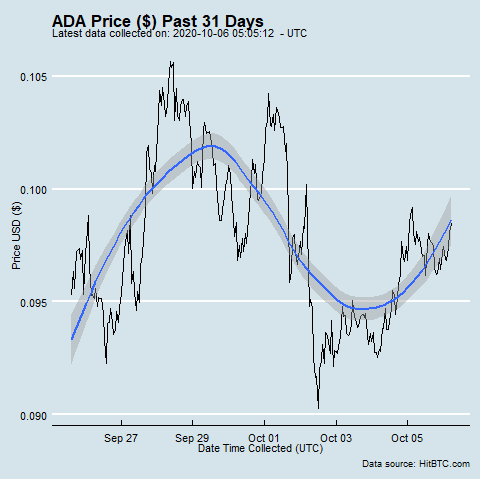 ADA Price ($) Past 31 Days
Latest data collected on: 2020-10-06 05:05:12  - UTC
Price USD ($)
0.105
0.100
0.095
0.090
Sep 27 Sep 29 Oct 01 Oct 03 Oct 05
Date Time Collected (UTC)
Data source: HitBTC.com